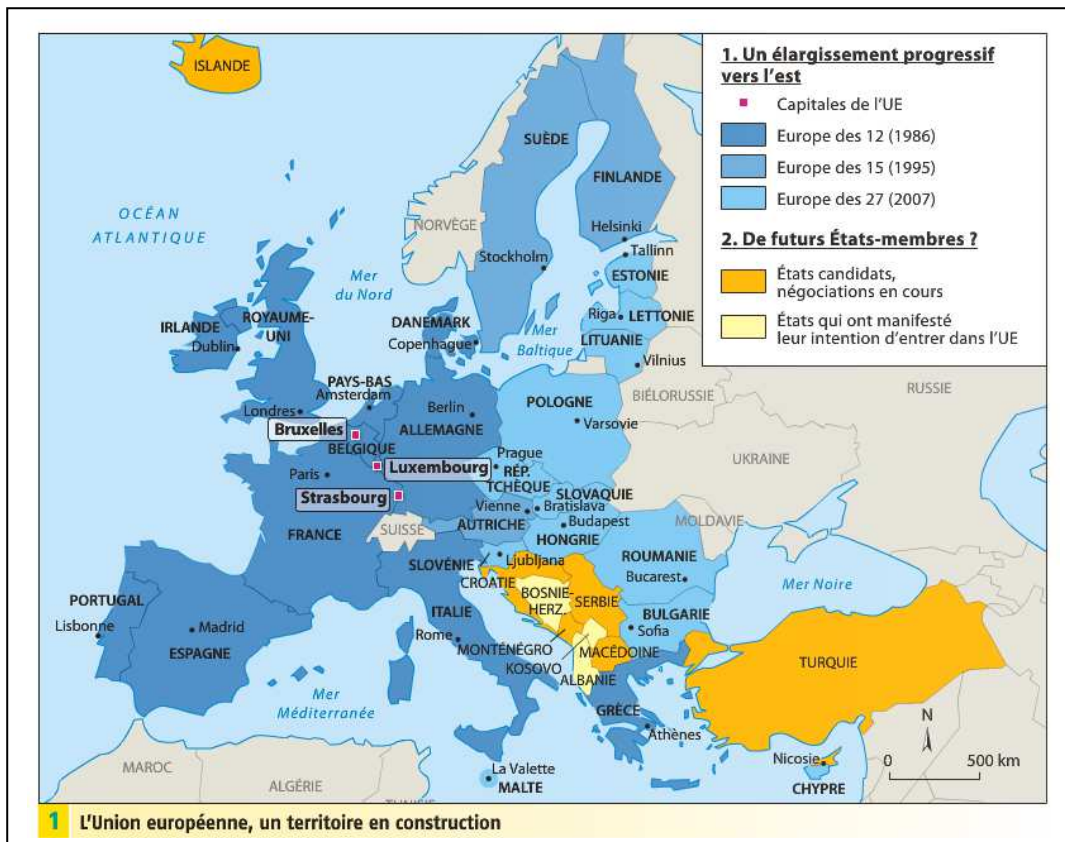 ISLANDE
OCÉAN
ATLANTIQUE
Mer
du Nord
NORVÈGE
SUÈDE
FINLANDE
Helsinki
Stockholm
Tallinn
ESTONIE
Riga
LETTONIE
Mer
Baltique
LITUANIE
Vilnius
DANEMARK
Copenhague
IRLANDE
Dublin
ROYAUME-
UNI
Londres
PAYS-BAS
Amsterdam
Berlin
ALLEMAGNE
POLOGNE
Varsovie
BIÉLORUSSIE
RUSSIE
UKRAINE
MOLDAVIE
Bruxelles
BELGIQUE
Luxembourg
Strasbourg
Paris
FRANCE
SUISSE
Prague
RÉP.
TCHÈQUE
SLOVAQUIE
Vienne
Bratislava
AUTRICHE
Budapest
HONGRIE
SLOVÉNIE
Ljubljana
CROATIE
BOSNIE-
HERZ.
SERBIE
ROUMANIE
Bucarest
BULGARIE
Sofia
Mer Noire
PORTUGAL
Lisbonne
Madrid
ESPAGNE
ITALIE
Rome
MONTÉNÉGRO
KOSOVO
MACÉDOINE
ALBANIE
GRÈCE
Athènes
TURQUIE
Nicosie
CHYPRE
Mer
Méditerranée
La Valette
MALTE
MAROC
ALGÉRIE
N
0 500 km
1. Un élargissement progressif
vers l'est
Capitales de l'UE
Europe des 12 (1986)
Europe des 15 (1995)
Europe des 27 (2007)
2. De futurs États-membres ?
États candidats,
négociations en cours
États qui ont manifesté
leur intention d'entrer dans l'UE
1 L'Union européenne, un territoire en construction